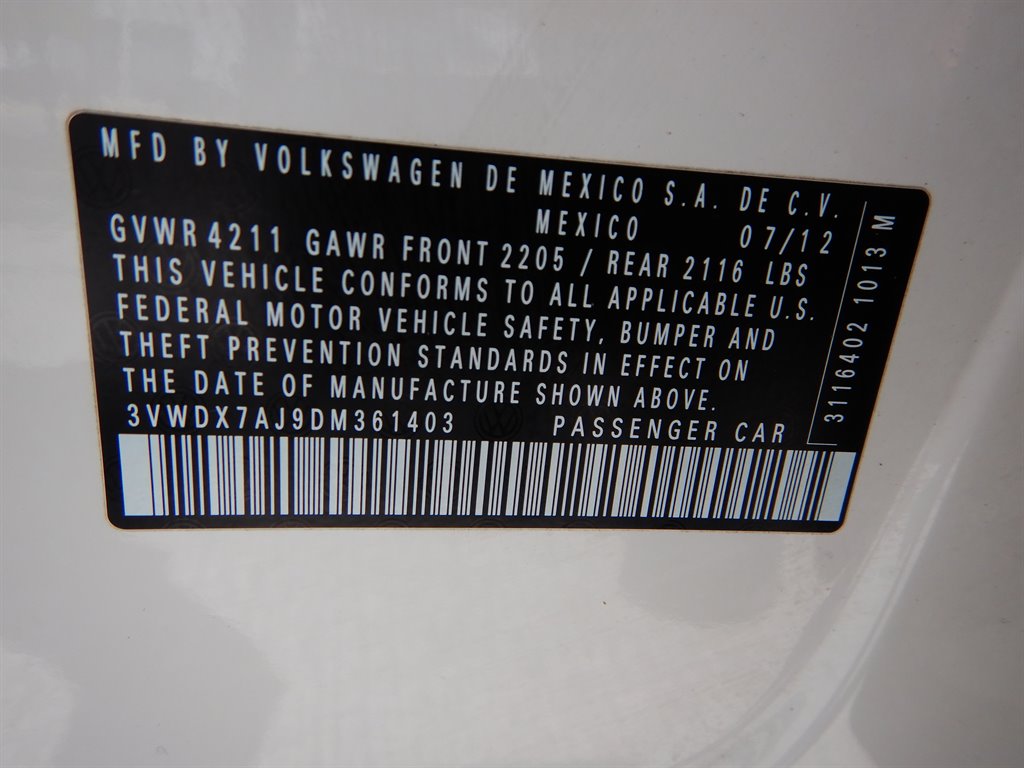 MFD BY VOLKSWAGEN DE MEXICO S.A. DE C.V.
MEXICO 07/12
GVWR 4211 GAWR FRONT 2205 / REAR 2116 LBS
THIS VEHICLE CONFORMS TO ALL APPLICABLE U.S.
FEDERAL MOTOR VEHICLE SAFETY, BUMPER AND
THEFT PREVENTION STANDARDS IN EFFECT ON
THE DATE OF MANUFACTURE SHOWN ABOVE.
3VWDX7AJ9DM361403 PASSENGER CAR
3116402 1013 M